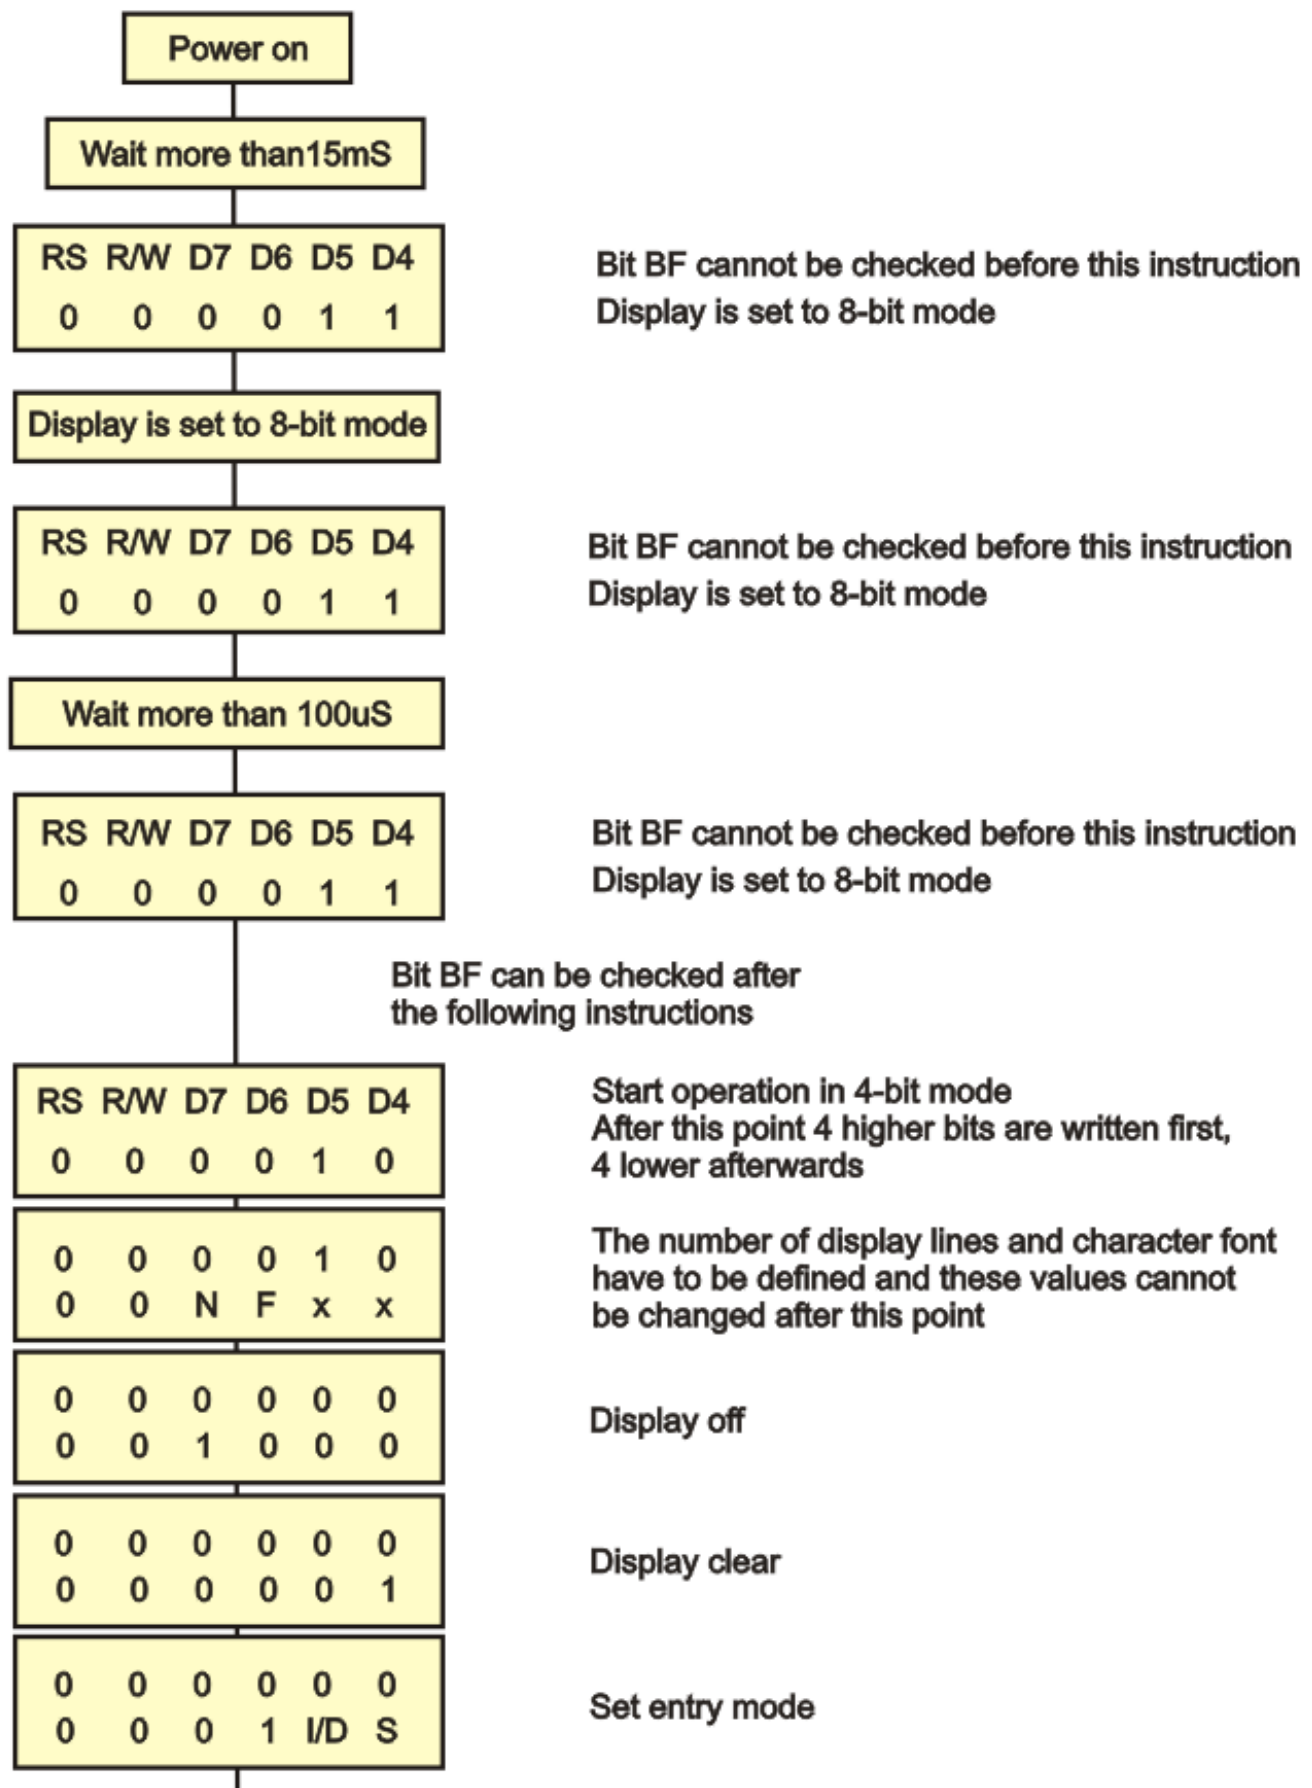 Power on
Wait more than15mS
RS R/W D7 D6 D5 D4
0 0 0 0 1 1
Bit BF cannot be checked before this instruction
Display is set to 8-bit mode
Display is set to 8-bit mode
RS R/W D7 D6 D5 D4
0 0 0 0 1 1
Bit BF cannot be checked before this instruction
Display is set to 8-bit mode
Wait more than 100uS
RS R/W D7 D6 D5 D4
0 0 0 0 1 1
Bit BF cannot be checked before this instruction
Display is set to 8-bit mode
Bit BF can be checked after
the following instructions
RS R/W D7 D6 D5 D4
0 0 0 0 1 0
Start operation in 4-bit mode
After this point 4 higher bits are written first,
4 lower afterwards
0 0 0 0 1 0
0 0 N F x x
The number of display lines and character font
have to be defined and these values cannot
be changed after this point
0 0 0 0 0 0
0 0 1 0 0 0
Display off
0 0 0 0 0 0
0 0 0 0 0 1
Display clear
0 0 0 0 0 0
0 0 0 1 I/D S
Set entry mode